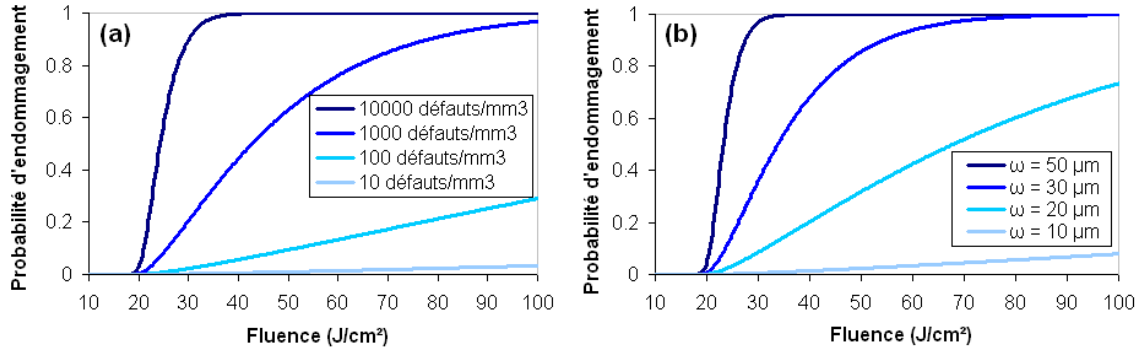 (a)
Probabilité d'endommagement
1
0.8
0.6
0.4
0.2
0
10 20 30 40 50 60 70 80 90 100
Fluence (J/cm²)
10000 défauts/mm3
1000 défauts/mm3
100 défauts/mm3
10 défauts/mm3
(b)
Probabilité d'endommagement
1
0.8
0.6
0.4
0.2
0
10 20 30 40 50 60 70 80 90 100
Fluence (J/cm²)
ω = 50 µm
ω = 30 µm
ω = 20 µm
ω = 10 µm